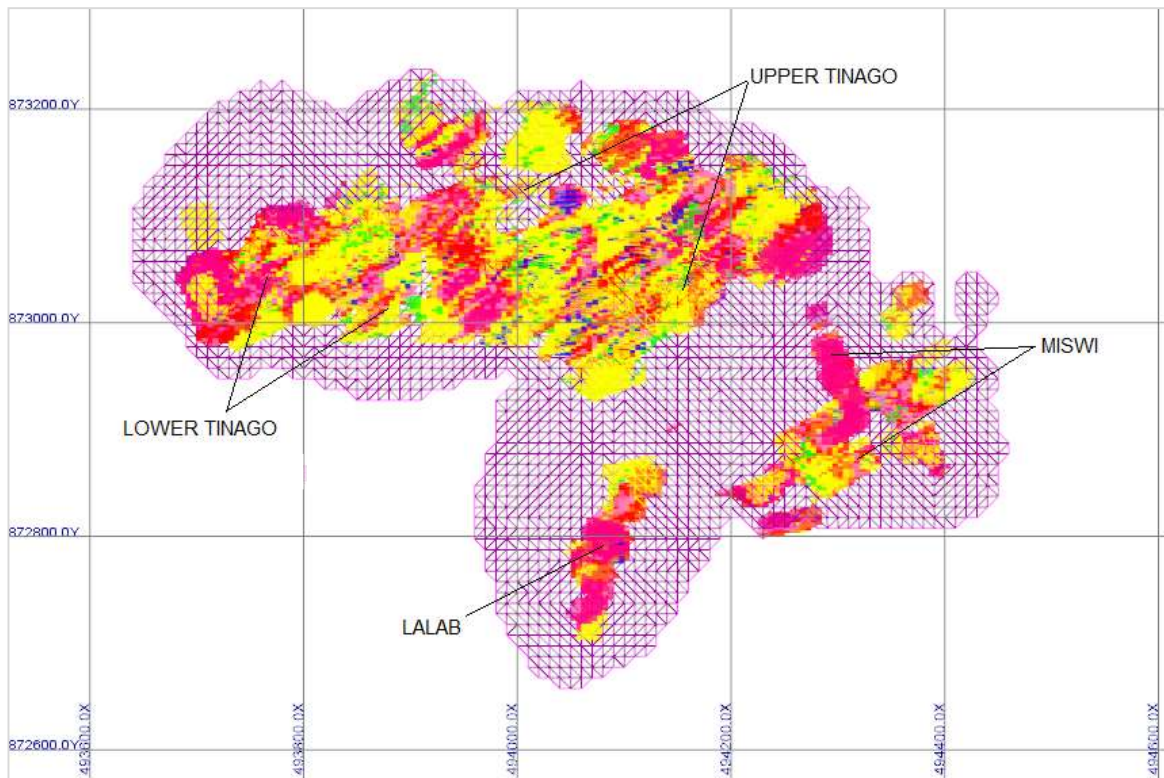 UPPER TINAGO
873200.0Y
873000.0Y
MISWI
LOWER TINAGO
872800.0Y
LALAB
872600.0Y
493600.0X
493800.0X
494000.0X
494200.0X
494400.0X
494600.0X